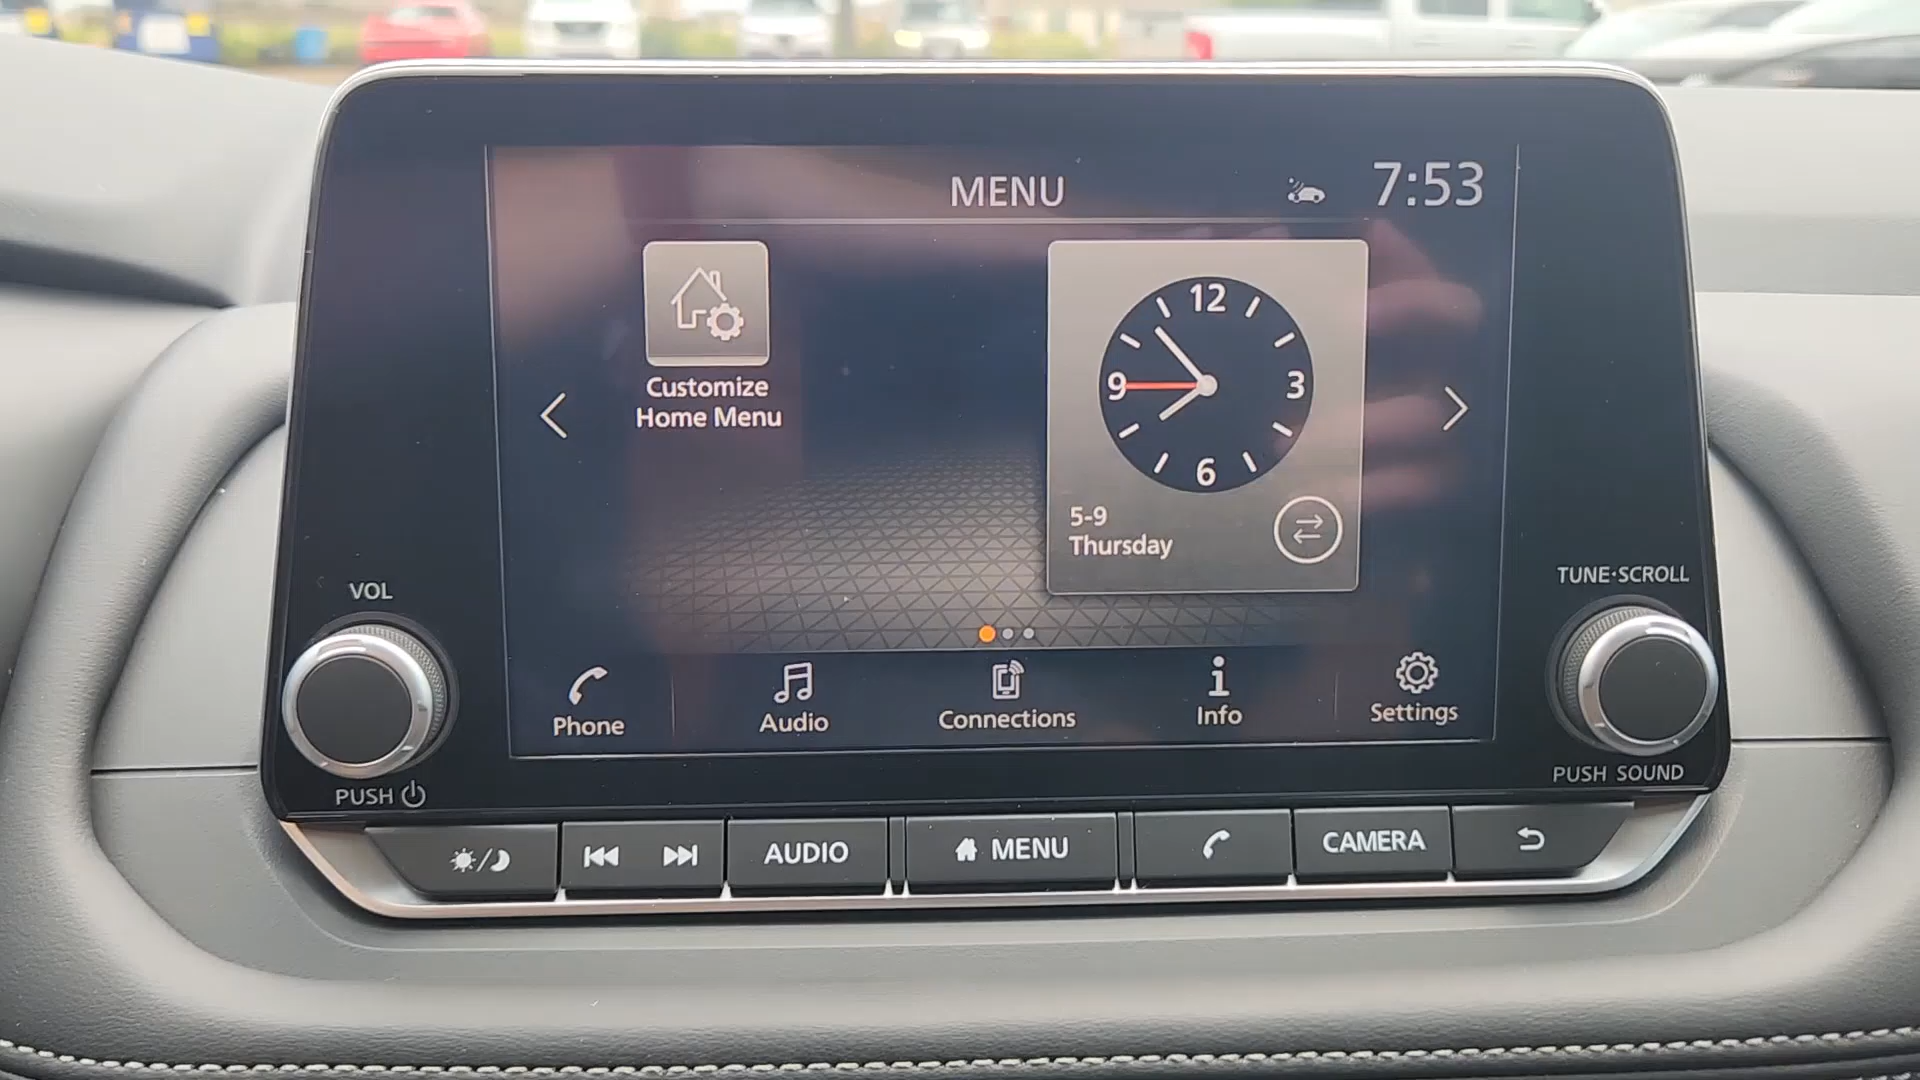 MENU
7:53
Customize
Home Menu
12
9
3
6
5-9
Thursday
VOL
TUNE·SCROLL
Phone
Audio
Connections
Info
Settings
PUSH
PUSH SOUND
AUDIO
MENU
CAMERA